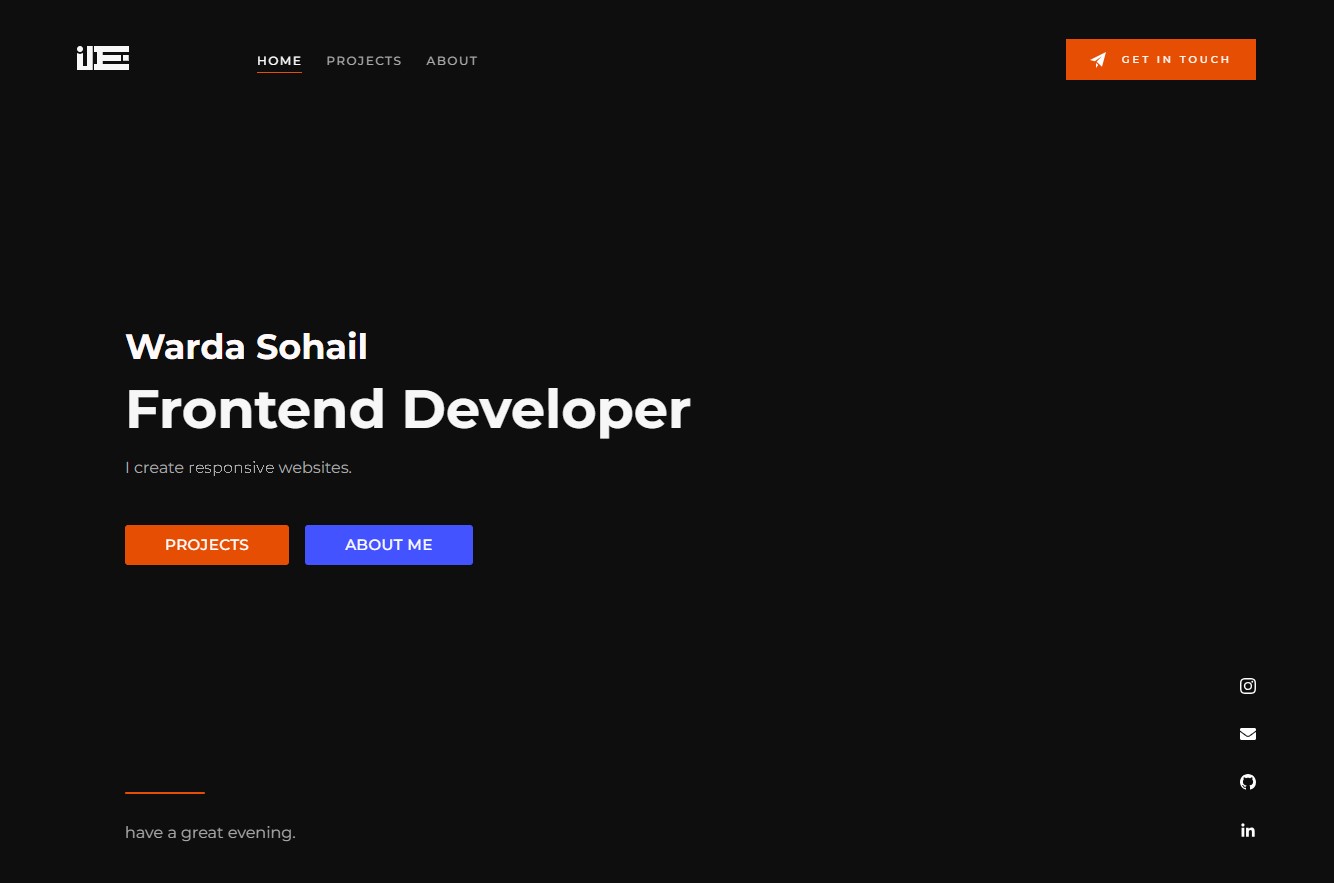 HOME PROJECTS ABOUT
GET IN TOUCH
Warda Sohail
Frontend Developer
I create responsive websites.
PROJECTS ABOUT ME
have a great evening.